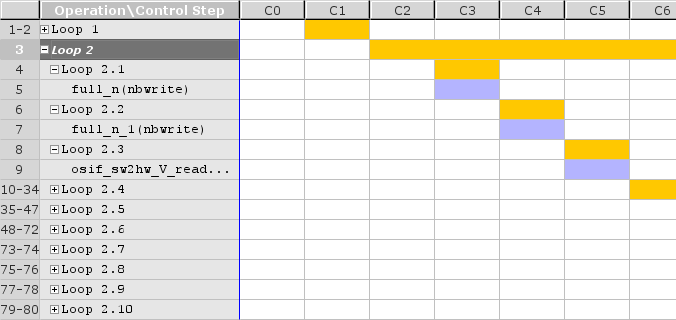 Operation\Control Step C0 C1 C2 C3 C4 C5 C6
1-2 Loop 1
3 Loop 2
4 Loop 2.1
5 full_n(nbwrite)
6 Loop 2.2
7 full_n_1(nbwrite)
8 Loop 2.3
9 osif_sw2hw_V_read...
10-34 Loop 2.4
35-47 Loop 2.5
48-72 Loop 2.6
73-74 Loop 2.7
75-76 Loop 2.8
77-78 Loop 2.9
79-80 Loop 2.10